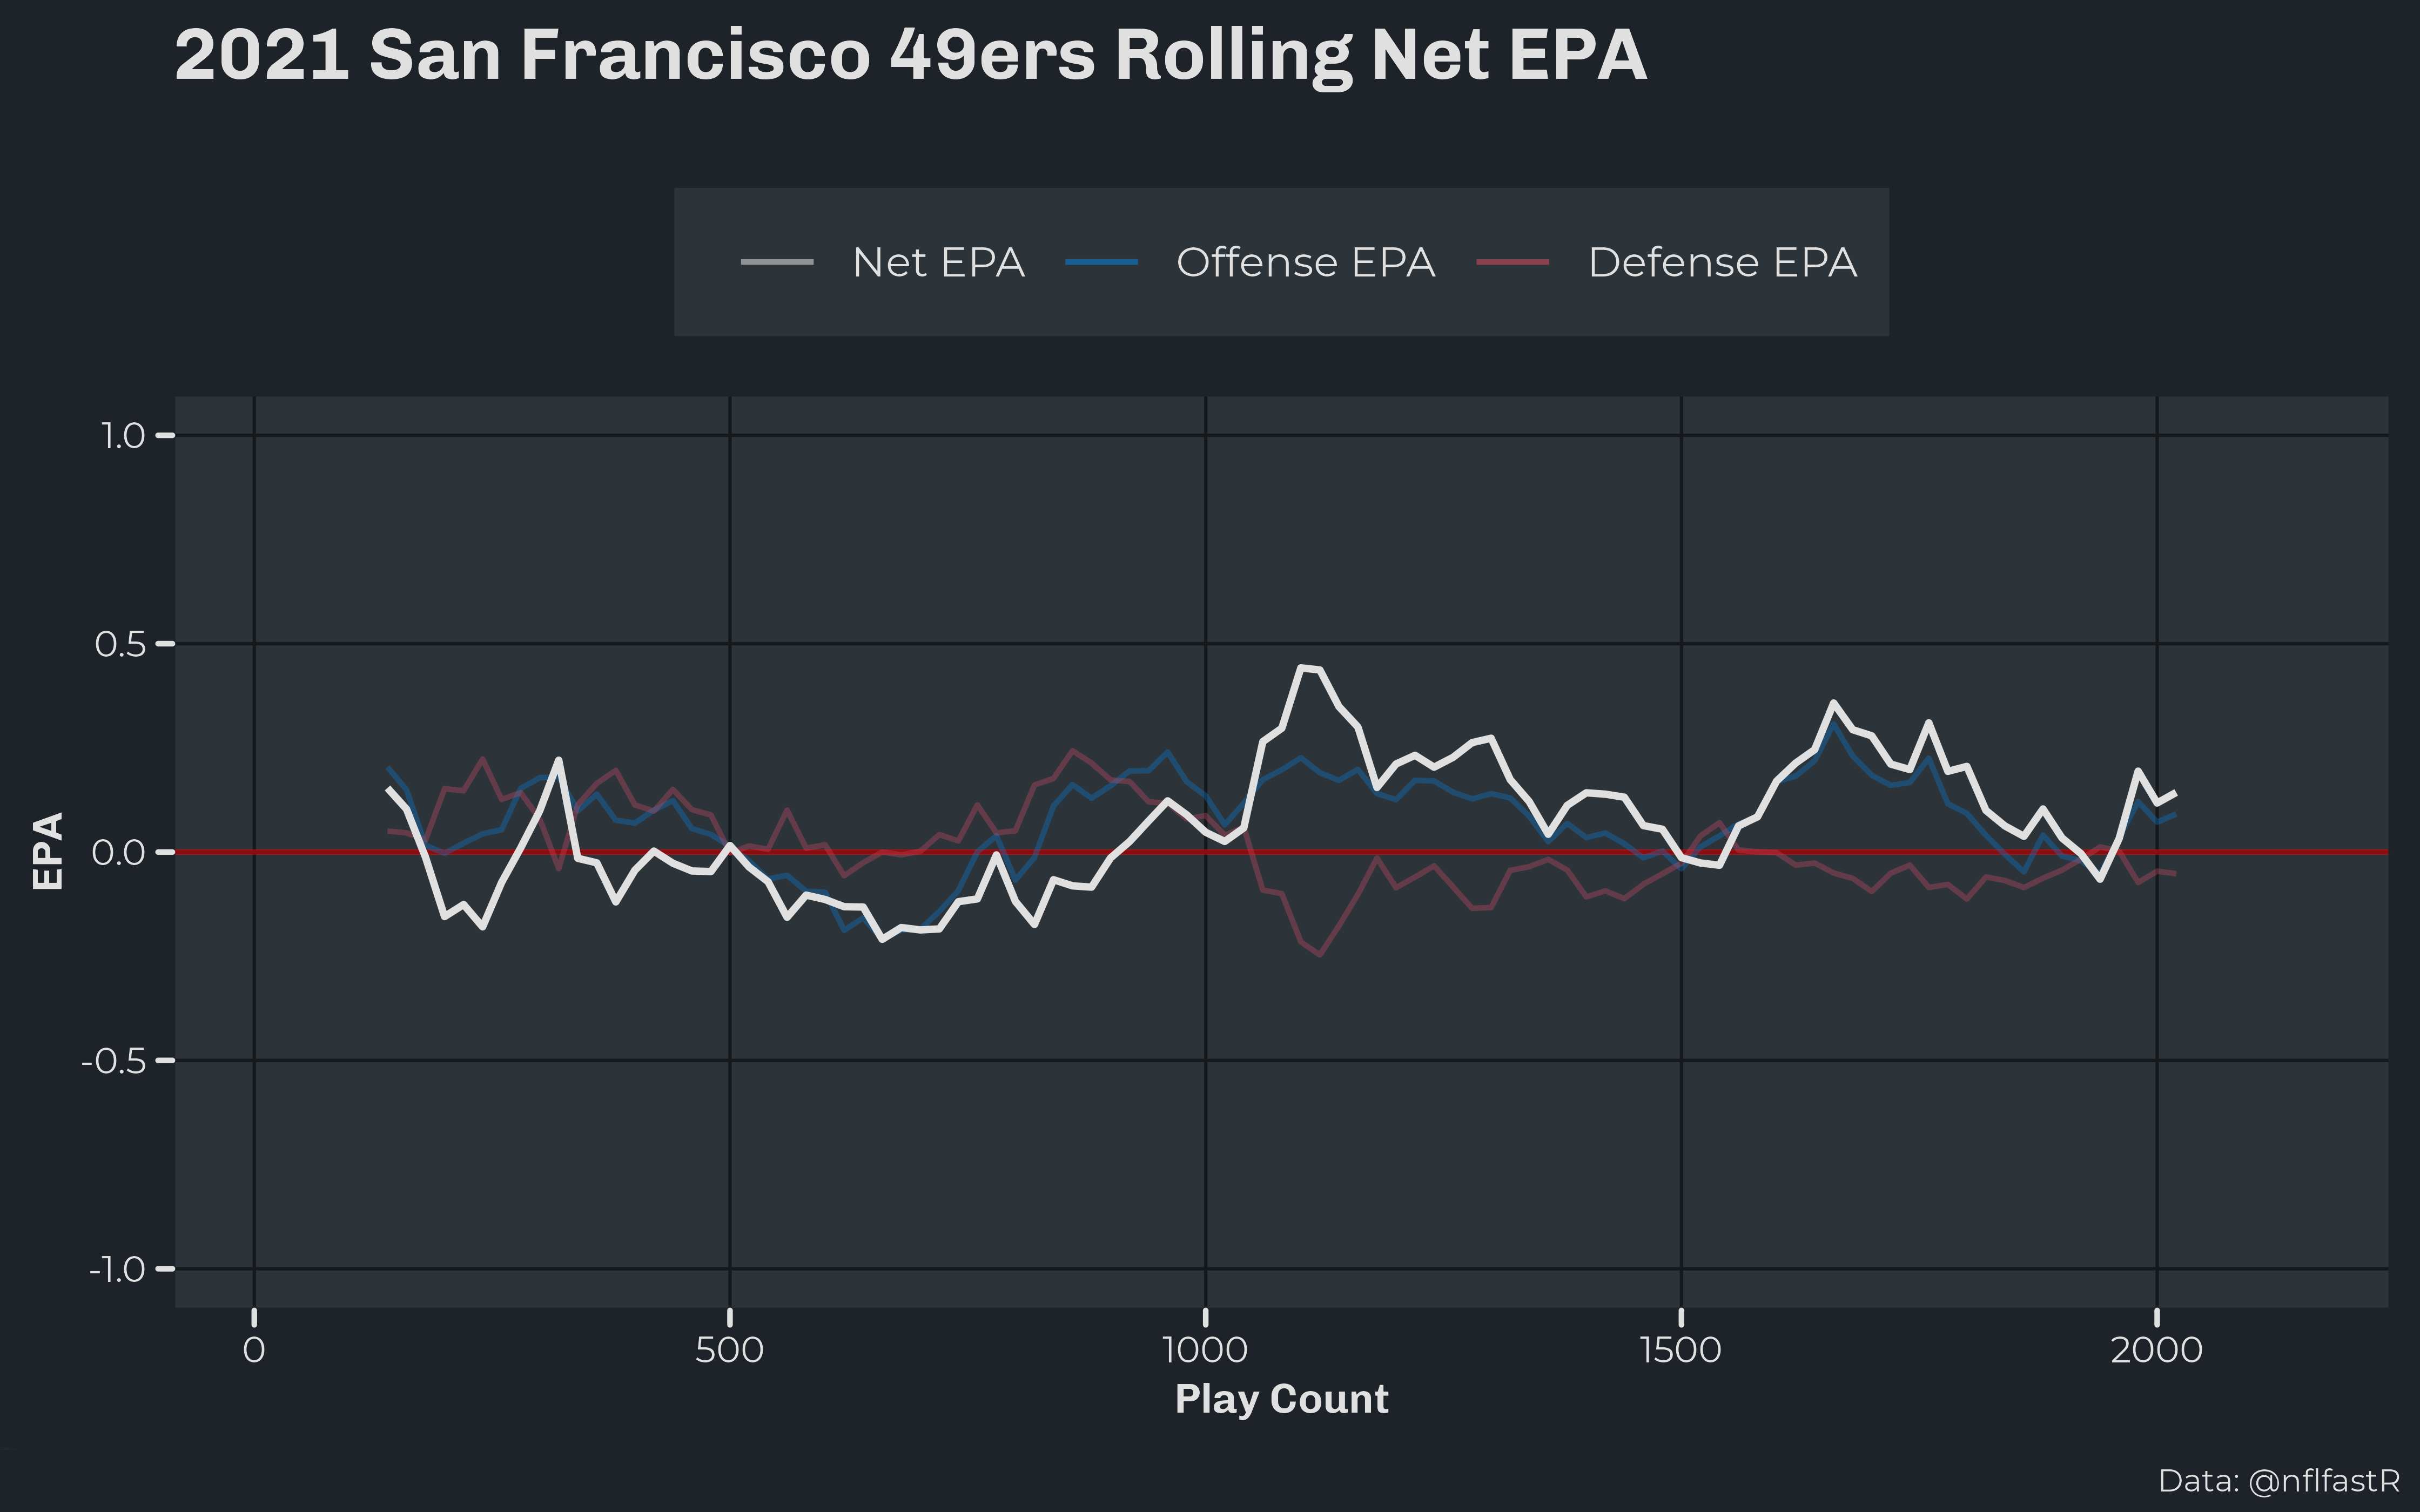 2021 San Francisco 49ers Rolling Net EPA
Net EPA Offense EPA Defense EPA
1.0
0.5
0.0
-0.5
-1.0
EPA
0 500 1000 1500 2000
Play Count
Data: @nflfastR